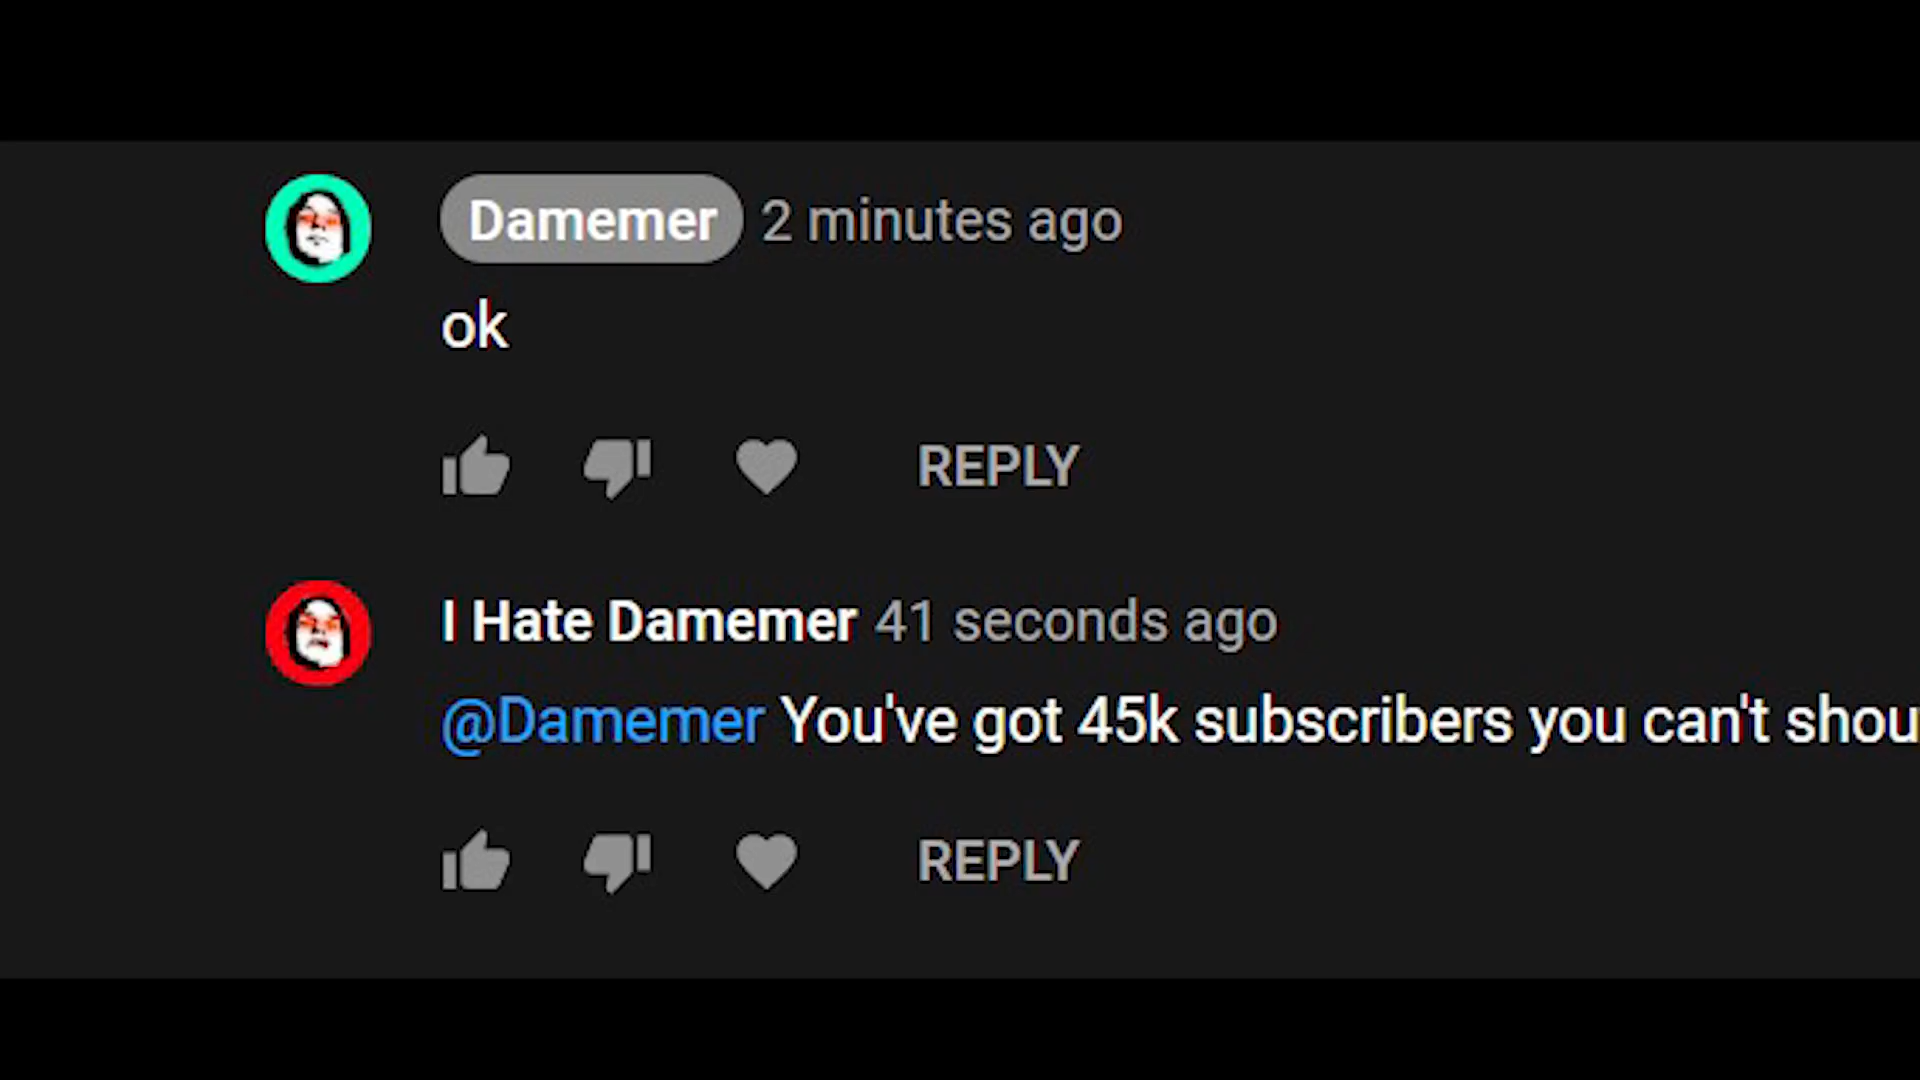 Damemer 2 minutes ago
ok
REPLY
I Hate Damemer 41 seconds ago
@Damemer You've got 45k subscribers you can't shou
REPLY